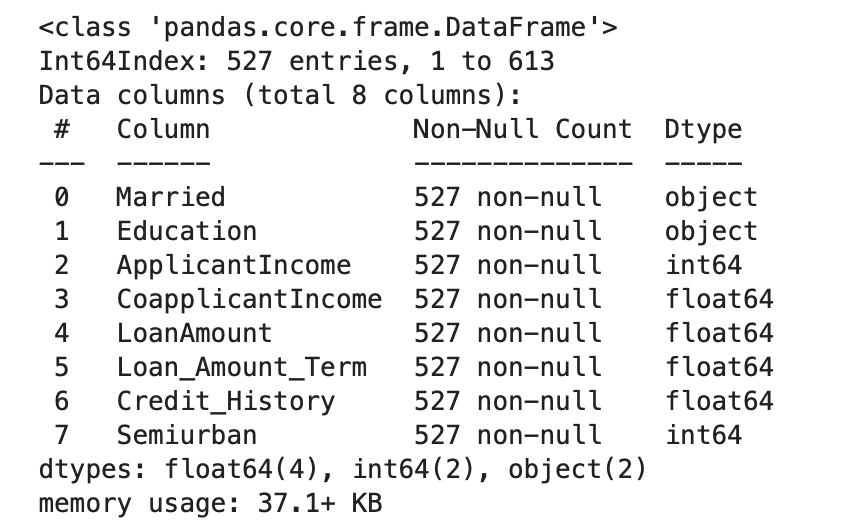 <class 'pandas.core.frame.DataFrame'>
Int64Index: 527 entries, 1 to 613
Data columns (total 8 columns):
 #   Column             Non-Null Count  Dtype
---  ------             --------------  -----
 0   Married            527 non-null    object
 1   Education          527 non-null    object
 2   ApplicantIncome    527 non-null    int64
 3   CoapplicantIncome  527 non-null    float64
 4   LoanAmount         527 non-null    float64
 5   Loan_Amount_Term   527 non-null    float64
 6   Credit_History     527 non-null    float64
 7   Semiurban          527 non-null    int64
dtypes: float64(4), int64(2), object(2)
memory usage: 37.1+ KB